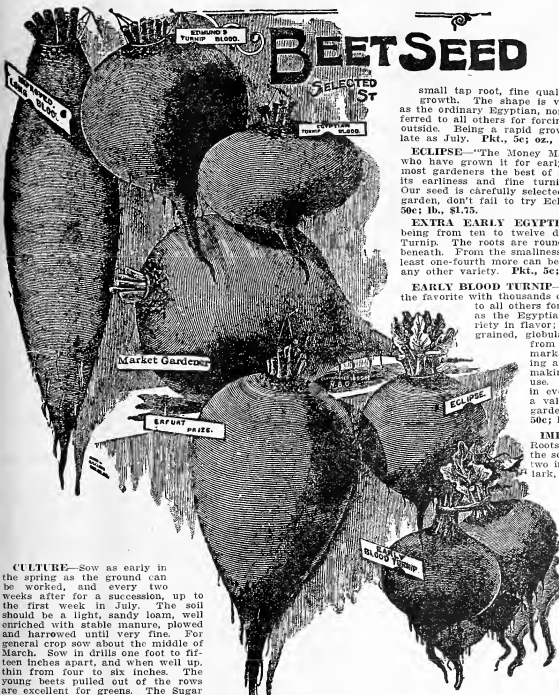 BEET SEED
SELECTED
ST
EDMUND'S
TURNIP BLOOD.
IMPROVED
LONG BLOOD.
EGYPTIAN
TURNIP BLOOD.
Market Gardener
ECLIPSE.
ERFURT
PRIZE.
EARLY
BLOOD TURNIP
small tap root, fine qual
growth. The shape is v
as the ordinary Egyptian, no
ferred to all others for forcin
outside. Being a rapid grow
late as July. Pkt., 5c; oz.,
ECLIPSE—"The Money M
who have grown it for earl
most gardeners the best of
its earliness and fine turni
Our seed is carefully selecte
garden, don't fail to try Ecl
50c; lb., $1.75.
EXTRA EARLY EGYPTI
being from ten to twelve d
Turnip. The roots are roun
beneath. From the smallnes
least one-fourth more can be
any other variety. Pkt., 5c;
EARLY BLOOD TURNIP—
the favorite with thousands o
to all others for
as the Egyptia
riety in flavor;
grained, globula
from
mark
ing a
makin
use.
in eve
a val
garde
50c; l
IMI
Roots
the so
two i
lark,
CULTURE—Sow as early in
the spring as the ground can
be worked, and every two
weeks after for a succession, up to
the first week in July. The soil
should be a light, sandy loam, well
enriched with stable manure, plowed
and harrowed until very fine. For
general crop sow about the middle of
March. Sow in drills one foot to fif-
teen inches apart, and when well up,
thin from four to six inches. The
young beets pulled out of the rows
are excellent for greens. The Sugar